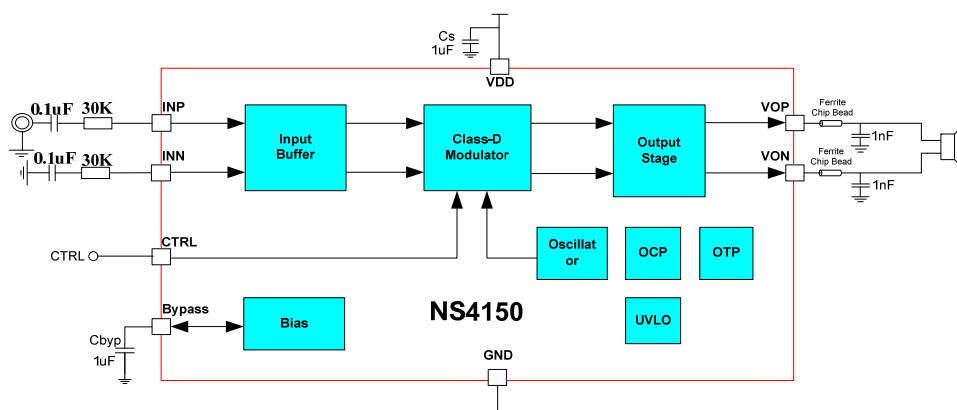 Cs
1uF
VDD
0.1uF 30K
INP
Input
Buffer
Class-D
Modulator
Output
Stage
VOP
Ferrite
Chip Bead
1nF
0.1uF 30K
INN
VON
Ferrite
Chip Bead
1nF
CTRL
CTRL
Oscillat
or
OCP
OTP
Bypass
Cbyp
1uF
Bias
NS4150
UVLO
GND